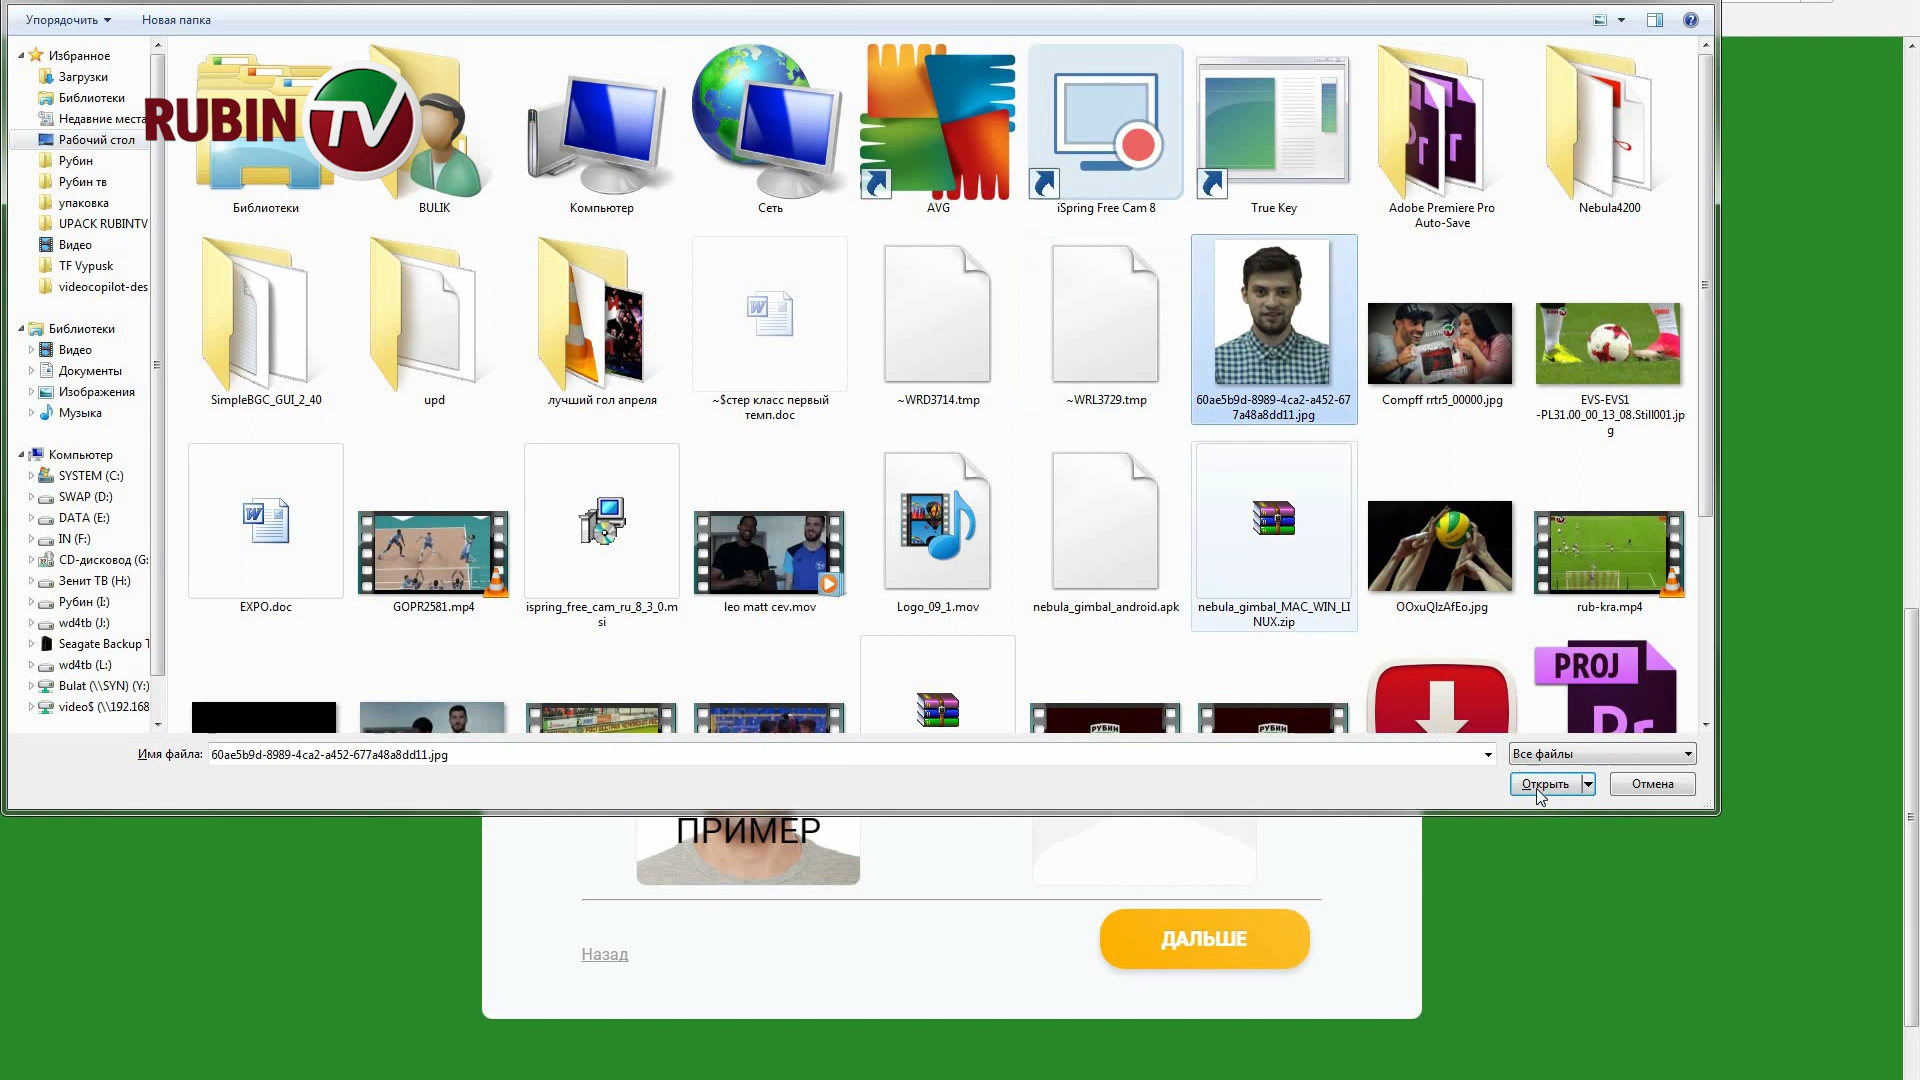 Упорядочить
Новая папка
Избранное
Загрузки
Библиотеки
Недавние места
Рабочий стол
Рубин
Рубин тв
упаковка
UPACK RUBINTV
Видео
TF Vypusk
videocopilot-des
Библиотеки
Видео
Документы
Изображения
Музыка
Компьютер
SYSTEM (C:)
SWAP (D:)
DATA (E:)
IN (F:)
CD-дисковод (G:
Зенит ТВ (H:)
Рубин (I:)
wd4tb (J:)
Seagate Backup
wd4tb (L:)
Bulat (\\SYN) (Y:)
video$ (\\192.168
RUBIN TV
Библиотеки
BULIK
Компьютер
Сеть
AVG
iSpring Free Cam 8
True Key
Adobe Premiere Pro
Auto-Save
Nebula4200
SimpleBGC_GUI_2_40
upd
лучший гол апреля
~$стер класс первый
темп.doc
~WRD3714.tmp
~WRL3729.tmp
60ae5b9d-8989-4ca2-a452-67
7a48a8dd11.jpg
Compff rrtr5_00000.jpg
EVS-EVS1
-PL31.00_00_13_08.Still001.jp
g
EXPO.doc
GOPR2581.mp4
ispring_free_cam_ru_8_3_0.m
si
leo matt cev.mov
Logo_09_1.mov
nebula_gimbal_android.apk
nebula_gimbal_MAC_WIN_LI
NUX.zip
OOxuQlzAfEo.jpg
rub-kra.mp4
РУБИН
РУБИН
PROJ
Pr
Имя файла:
60ae5b9d-8989-4ca2-a452-677a48a8dd11.jpg
Все файлы
Открыть
Отмена
ПРИМЕР
Назад
ДАЛЬШЕ